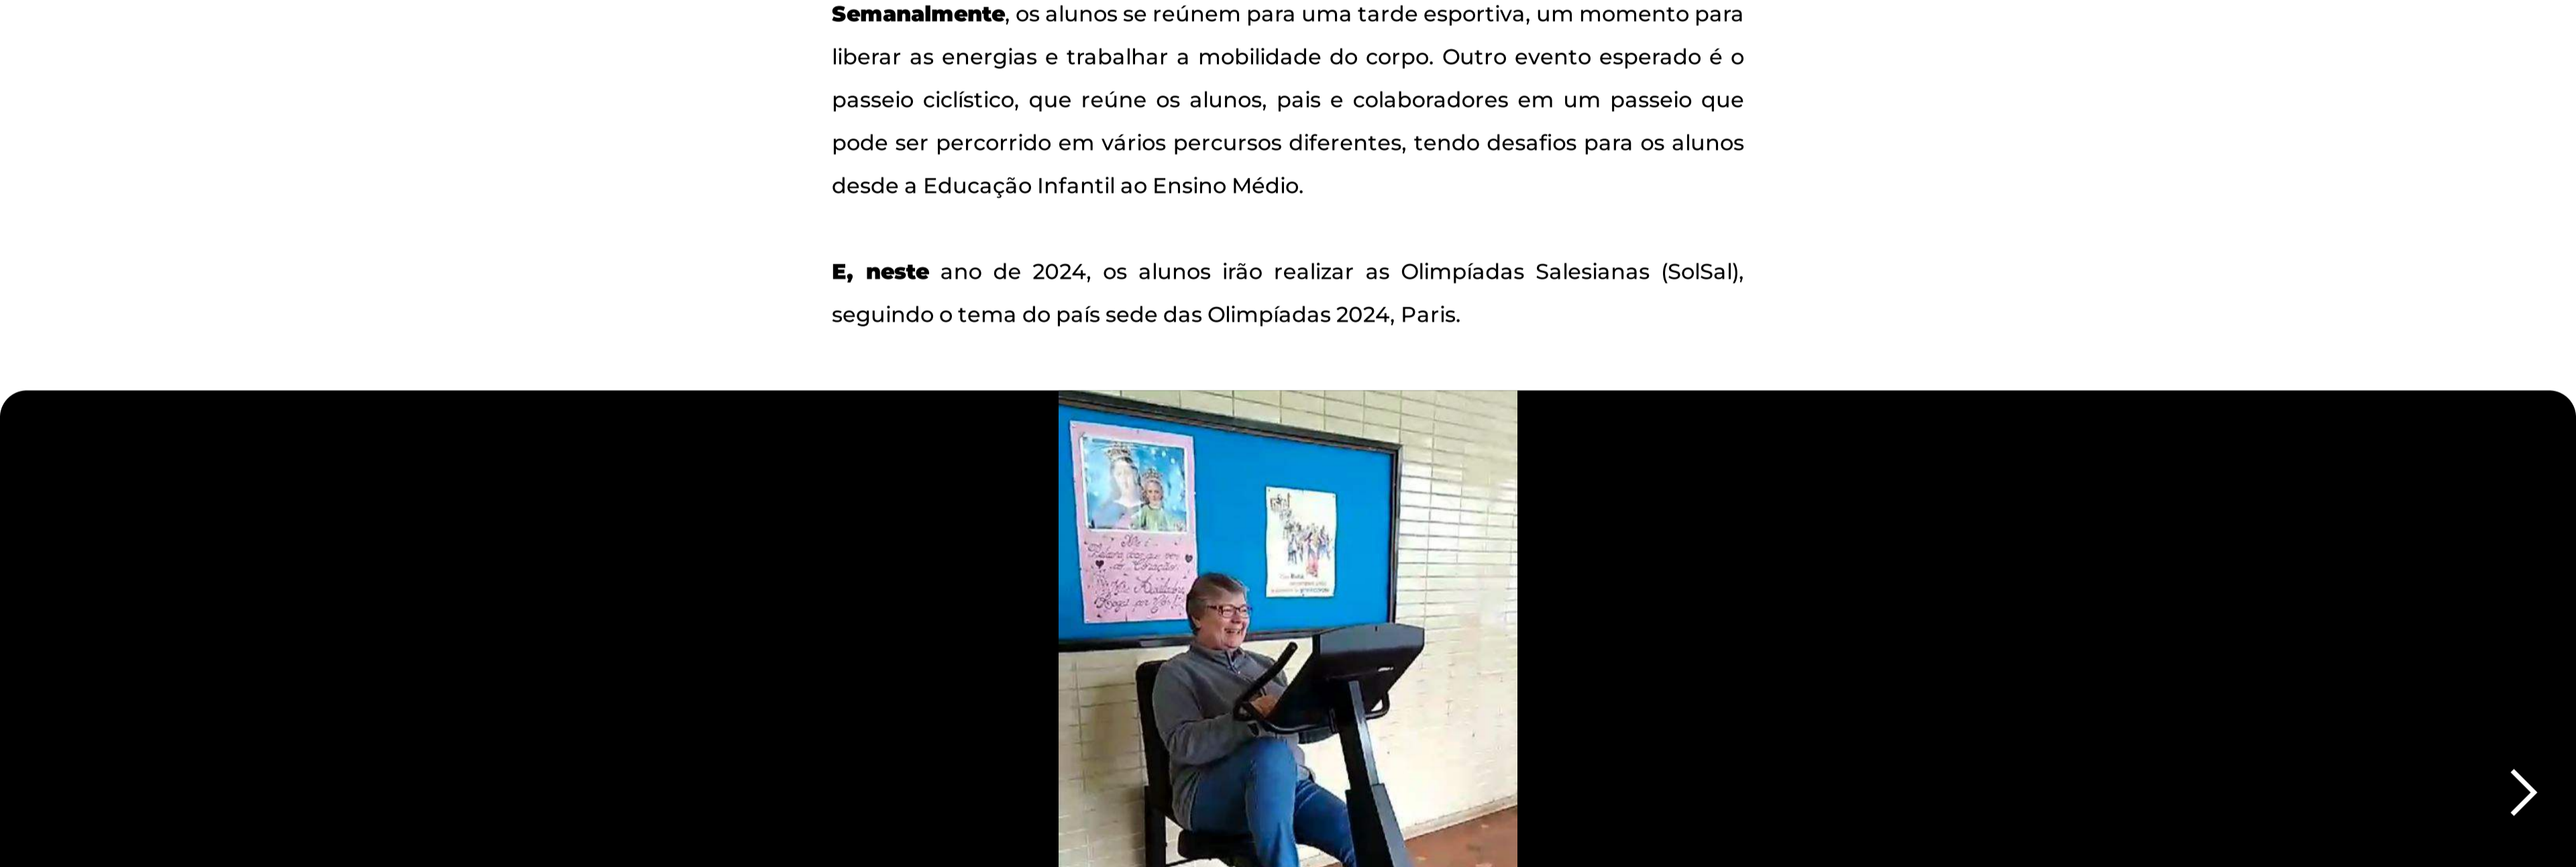 Semanalmente, os alunos se reúnem para uma tarde esportiva, um momento para
liberar as energias e trabalhar a mobilidade do corpo. Outro evento esperado é o
passeio ciclístico, que reúne os alunos, pais e colaboradores em um passeio que
pode ser percorrido em vários percursos diferentes, tendo desafios para os alunos
desde a Educação Infantil ao Ensino Médio.
E, neste ano de 2024, os alunos irão realizar as Olimpíadas Salesianas (SolSal),
seguindo o tema do país sede das Olimpíadas 2024, Paris.